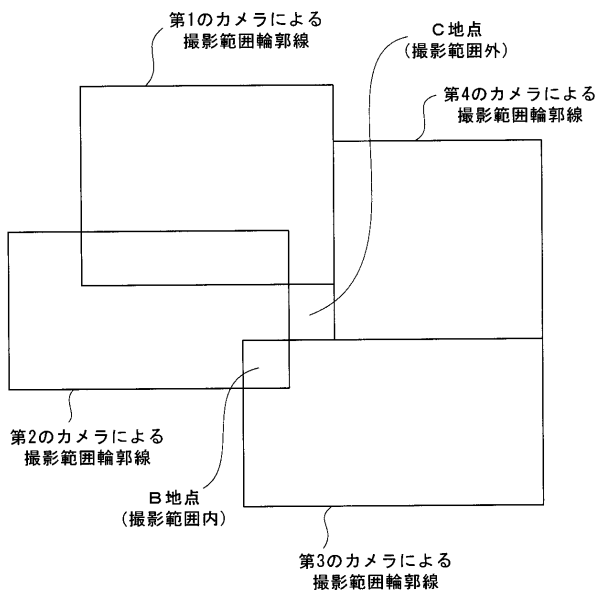 第1のカメラによる
撮影範囲輪郭線
C地点
(撮影範囲外)
第4のカメラによる
撮影範囲輪郭線
第2のカメラによる
撮影範囲輪郭線
B地点
(撮影範囲内)
第3のカメラによる
撮影範囲輪郭線